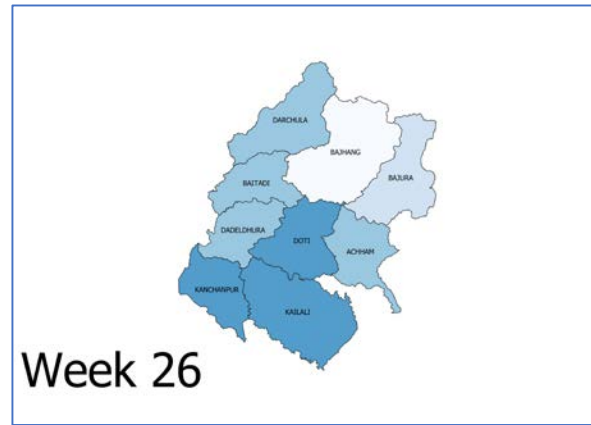 DARCHULA
BAJHANG
BAJURA
BAITADI
DADELDHURA
DOTI
ACHHAM
KANCHANPUR
KAILALI
Week 26